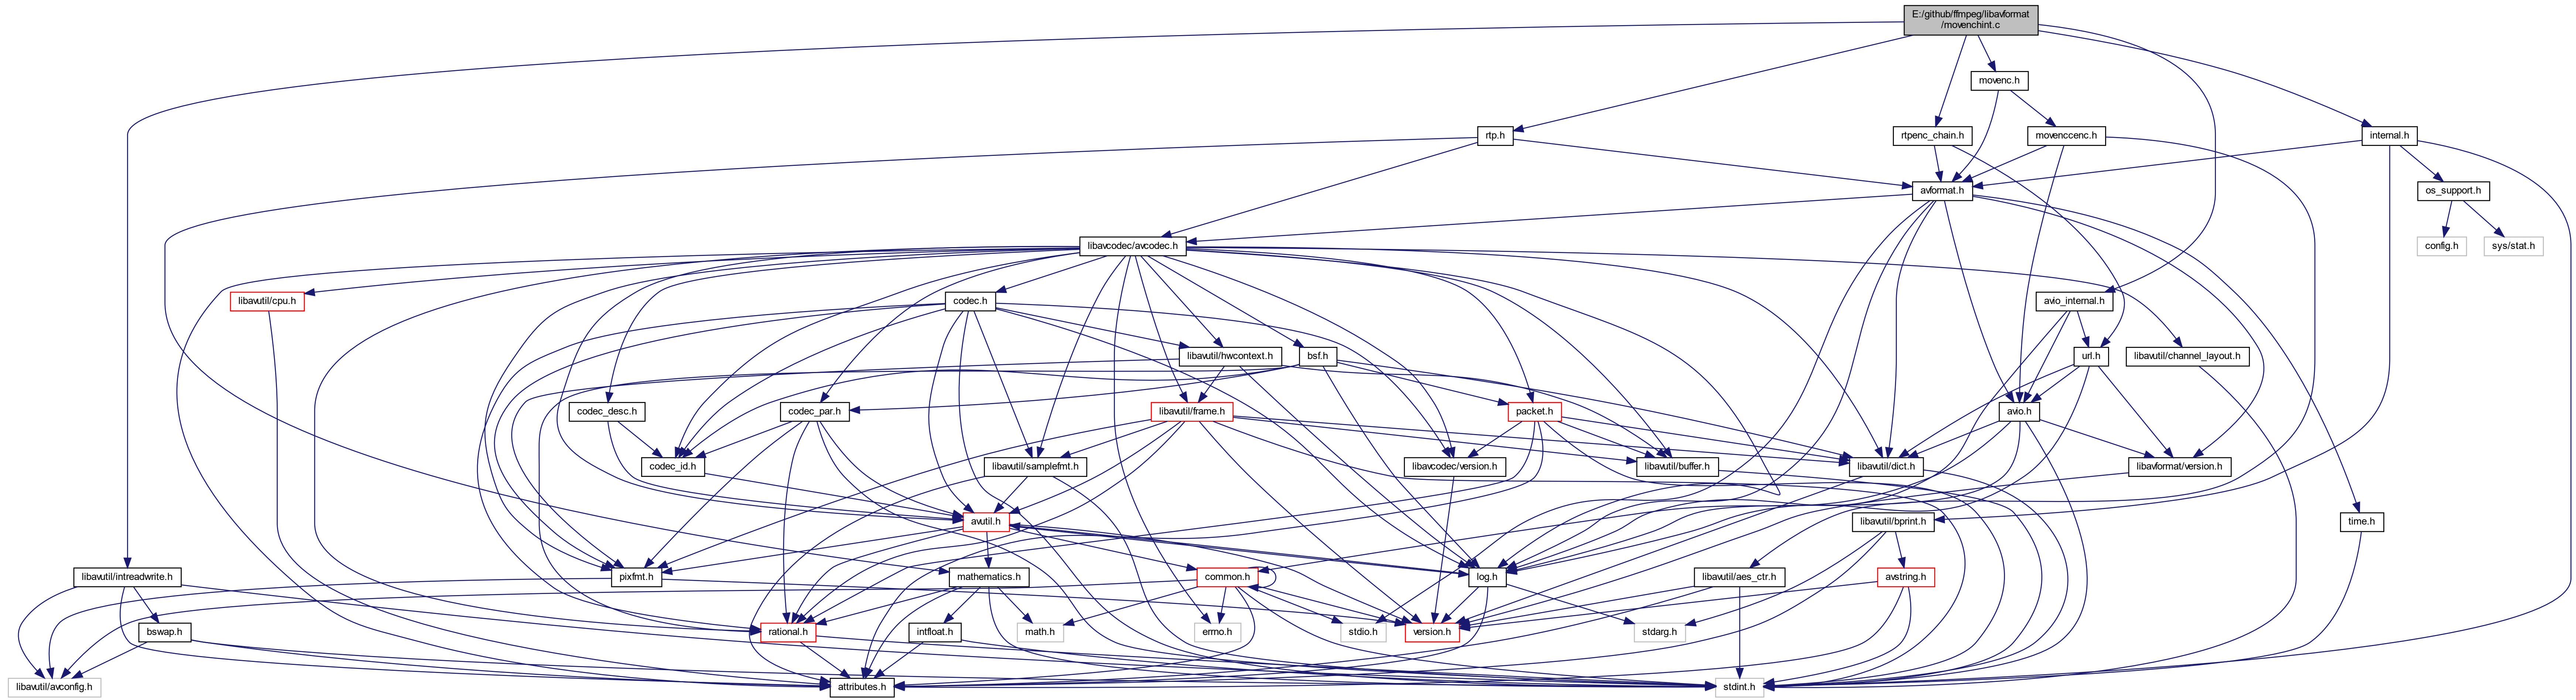 E:/github/ffmpeg/libavformat
/movenchint.c
movenc.h
rtp.h
rtpenc_chain.h
movenccenc.h
internal.h
avformat.h
os_support.h
libavcodec/avcodec.h
config.h
sys/stat.h
libavutil/cpu.h
codec.h
avio_internal.h
libavutil/hwcontext.h
bsf.h
url.h
libavutil/channel_layout.h
codec_desc.h
codec_par.h
libavutil/frame.h
packet.h
avio.h
codec_id.h
libavutil/samplefmt.h
libavcodec/version.h
libavutil/buffer.h
libavutil/dict.h
libavformat/version.h
avutil.h
libavutil/bprint.h
time.h
libavutil/intreadwrite.h
pixfmt.h
mathematics.h
common.h
log.h
libavutil/aes_ctr.h
avstring.h
bswap.h
rational.h
intfloat.h
math.h
errno.h
stdio.h
version.h
stdarg.h
libavutil/avconfig.h
attributes.h
stdint.h